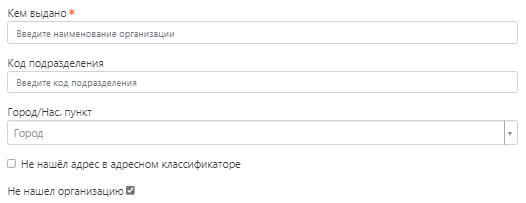 Кем выдано *
Введите наименование организации
Код подразделения
Введите код подразделения
Город/Нас. пункт
Город
Не нашёл адрес в адресном классификаторе
Не нашел организацию